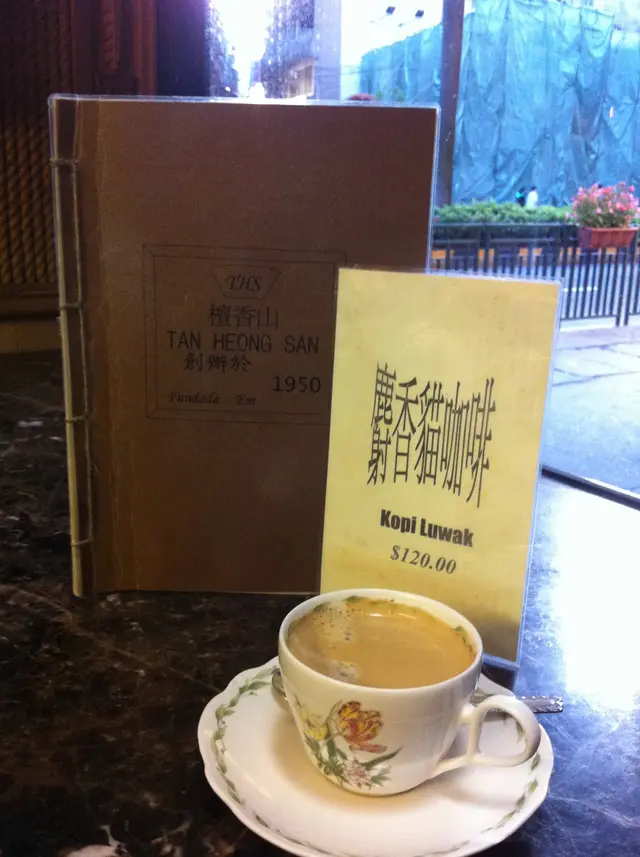 THS
檀香山
TAN HEONG SAN
創辦於
1950
Fundada Em
麝香貓咖啡
Kopi Luwak
$120.00